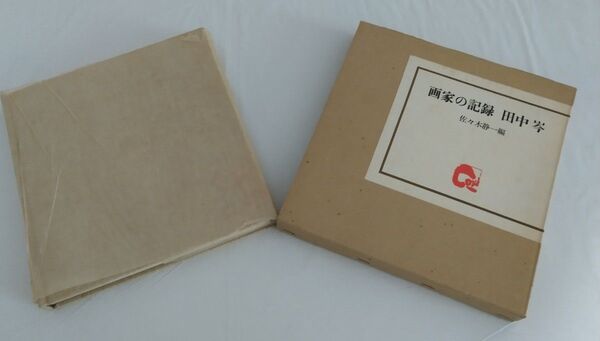 画家の記録 田中岑
佐々木静一編